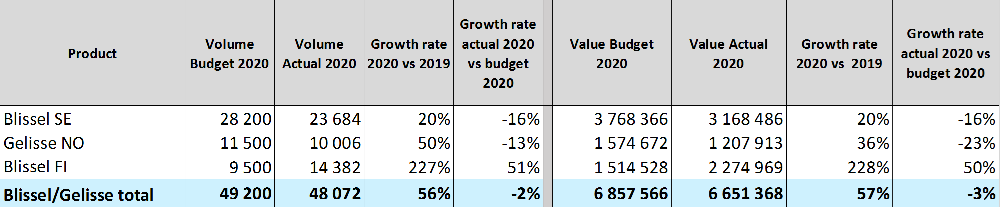 Product | Volume Budget 2020 | Volume Actual 2020 | Growth rate 2020 vs 2019 | Growth rate actual 2020 vs budget 2020 | Value Budget 2020 | Value Actual 2020 | Growth rate 2020 vs 2019 | Growth rate actual 2020 vs budget 2020
Blissel SE | 28 200 | 23 684 | 20% | -16% | 3 768 366 | 3 168 486 | 20% | -16%
Gelisse NO | 11 500 | 10 006 | 50% | -13% | 1 574 672 | 1 207 913 | 36% | -23%
Blissel FI | 9 500 | 14 382 | 227% | 51% | 1 514 528 | 2 274 969 | 228% | 50%
Blissel/Gelisse total | 49 200 | 48 072 | 56% | -2% | 6 857 566 | 6 651 368 | 57% | -3%